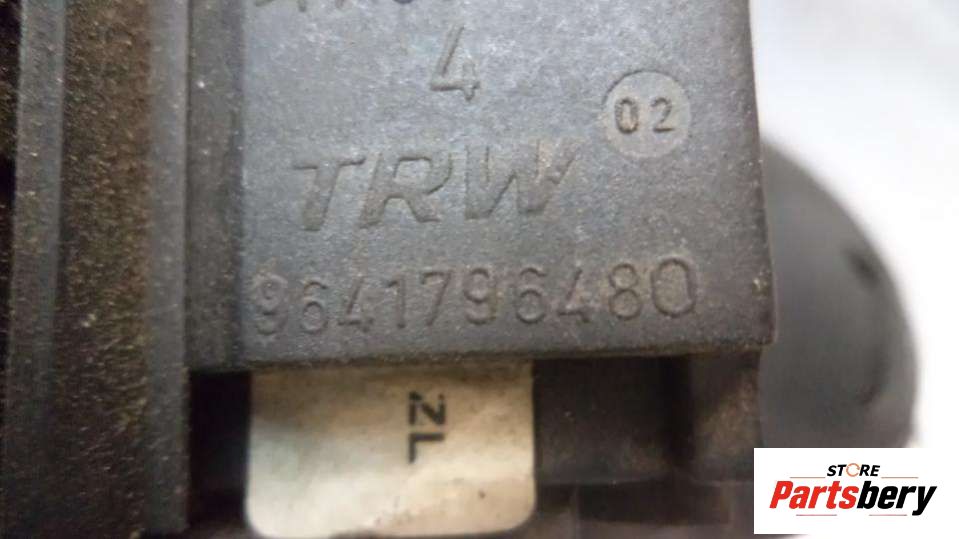 4
02
TRW
9641796480
ZL
STORE
Partsbery